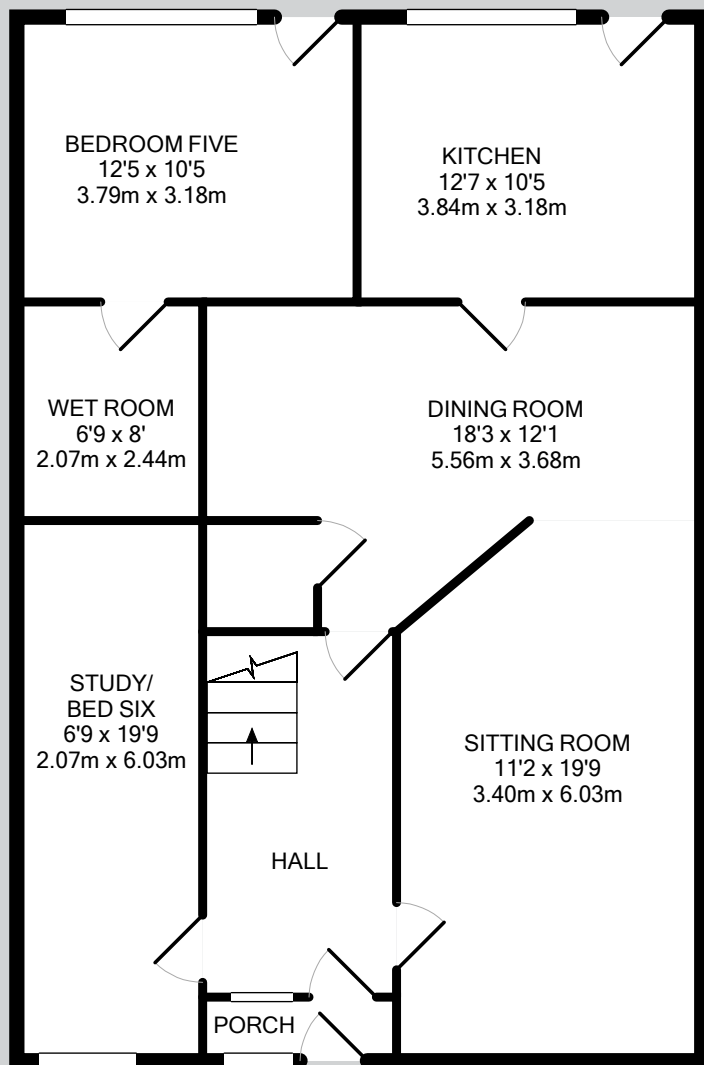 BEDROOM FIVE
12'5 x 10'5
3.79m x 3.18m
KITCHEN
12'7 x 10'5
3.84m x 3.18m
WET ROOM
6'9 x 8'
2.07m x 2.44m
DINING ROOM
18'3 x 12'1
5.56m x 3.68m
STUDY/
BED SIX
6'9 x 19'9
2.07m x 6.03m
SITTING ROOM
11'2 x 19'9
3.40m x 6.03m
HALL
PORCH